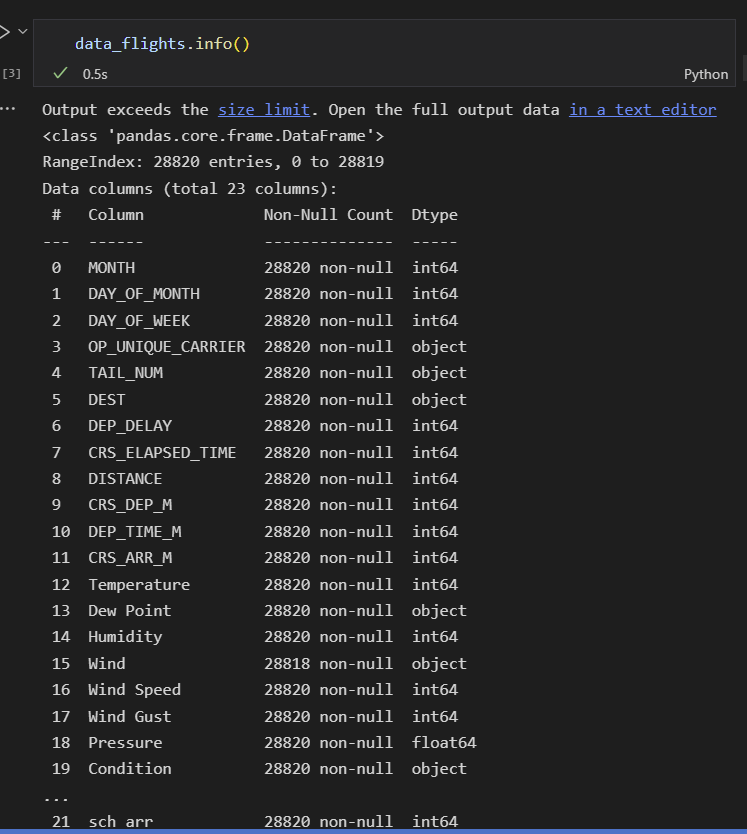 data_flights.info()
[3] 0.5s Python
... Output exceeds the size limit. Open the full output data in a text editor
<class 'pandas.core.frame.DataFrame'>
RangeIndex: 28820 entries, 0 to 28819
Data columns (total 23 columns):
 #   Column             Non-Null Count  Dtype
---  ------             --------------  -----
 0   MONTH              28820 non-null  int64
 1   DAY_OF_MONTH       28820 non-null  int64
 2   DAY_OF_WEEK        28820 non-null  int64
 3   OP_UNIQUE_CARRIER  28820 non-null  object
 4   TAIL_NUM           28820 non-null  object
 5   DEST               28820 non-null  object
 6   DEP_DELAY          28820 non-null  int64
 7   CRS_ELAPSED_TIME   28820 non-null  int64
 8   DISTANCE           28820 non-null  int64
 9   CRS_DEP_M          28820 non-null  int64
 10  DEP_TIME_M         28820 non-null  int64
 11  CRS_ARR_M          28820 non-null  int64
 12  Temperature        28820 non-null  int64
 13  Dew Point          28820 non-null  object
 14  Humidity           28820 non-null  int64
 15  Wind               28818 non-null  object
 16  Wind Speed         28820 non-null  int64
 17  Wind Gust          28820 non-null  int64
 18  Pressure           28820 non-null  float64
 19  Condition          28820 non-null  object
...
 21  sch_arr            28820 non-null  int64